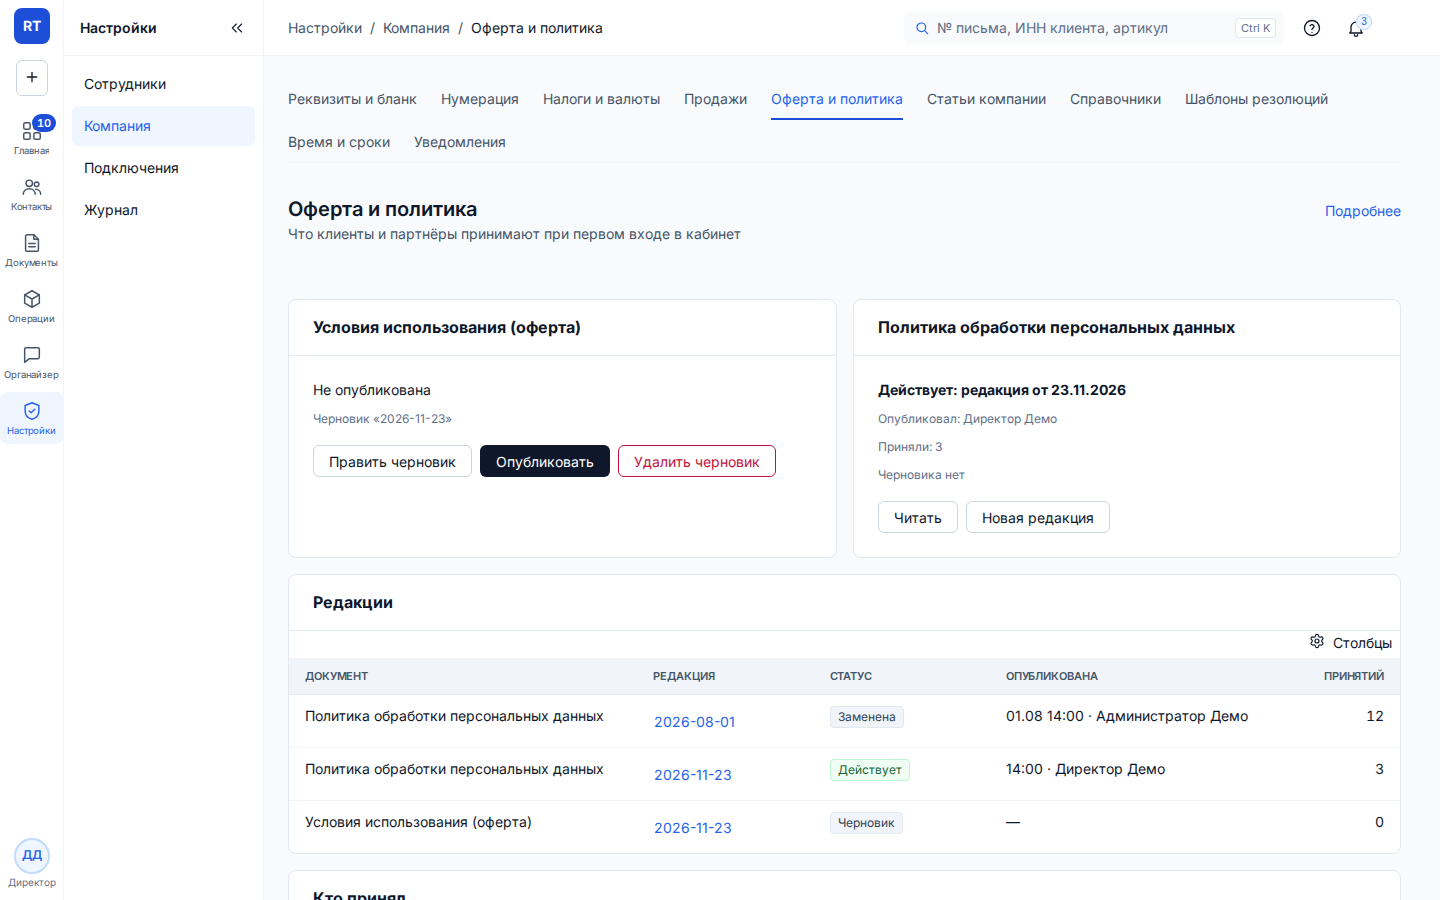 RT
Настройки
Настройки / Компания / Оферта и политика
№ письма, ИНН клиента, артикул
Ctrl K
3
10
Главная
Контакты
Документы
Операции
Органайзер
Настройки
Сотрудники
Компания
Подключения
Журнал
Реквизиты и бланк
Нумерация
Налоги и валюты
Продажи
Оферта и политика
Статьи компании
Справочники
Шаблоны резолюций
Время и сроки
Уведомления
Оферта и политика
Подробнее
Что клиенты и партнёры принимают при первом входе в кабинет
Условия использования (оферта)
Не опубликована
Черновик «2026-11-23»
Править черновик
Опубликовать
Удалить черновик
Политика обработки персональных данных
Действует: редакция от 23.11.2026
Опубликовал: Директор Демо
Приняли: 3
Черновика нет
Читать
Новая редакция
Редакции
Столбцы
ДОКУМЕНТ РЕДАКЦИЯ СТАТУС ОПУБЛИКОВАНА ПРИНЯТИЙ
Политика обработки персональных данных 2026-08-01 Заменена 01.08 14:00 · Администратор Демо 12
Политика обработки персональных данных 2026-11-23 Действует 14:00 · Директор Демо 3
Условия использования (оферта) 2026-11-23 Черновик — 0
Кто принял
ДД
Директор